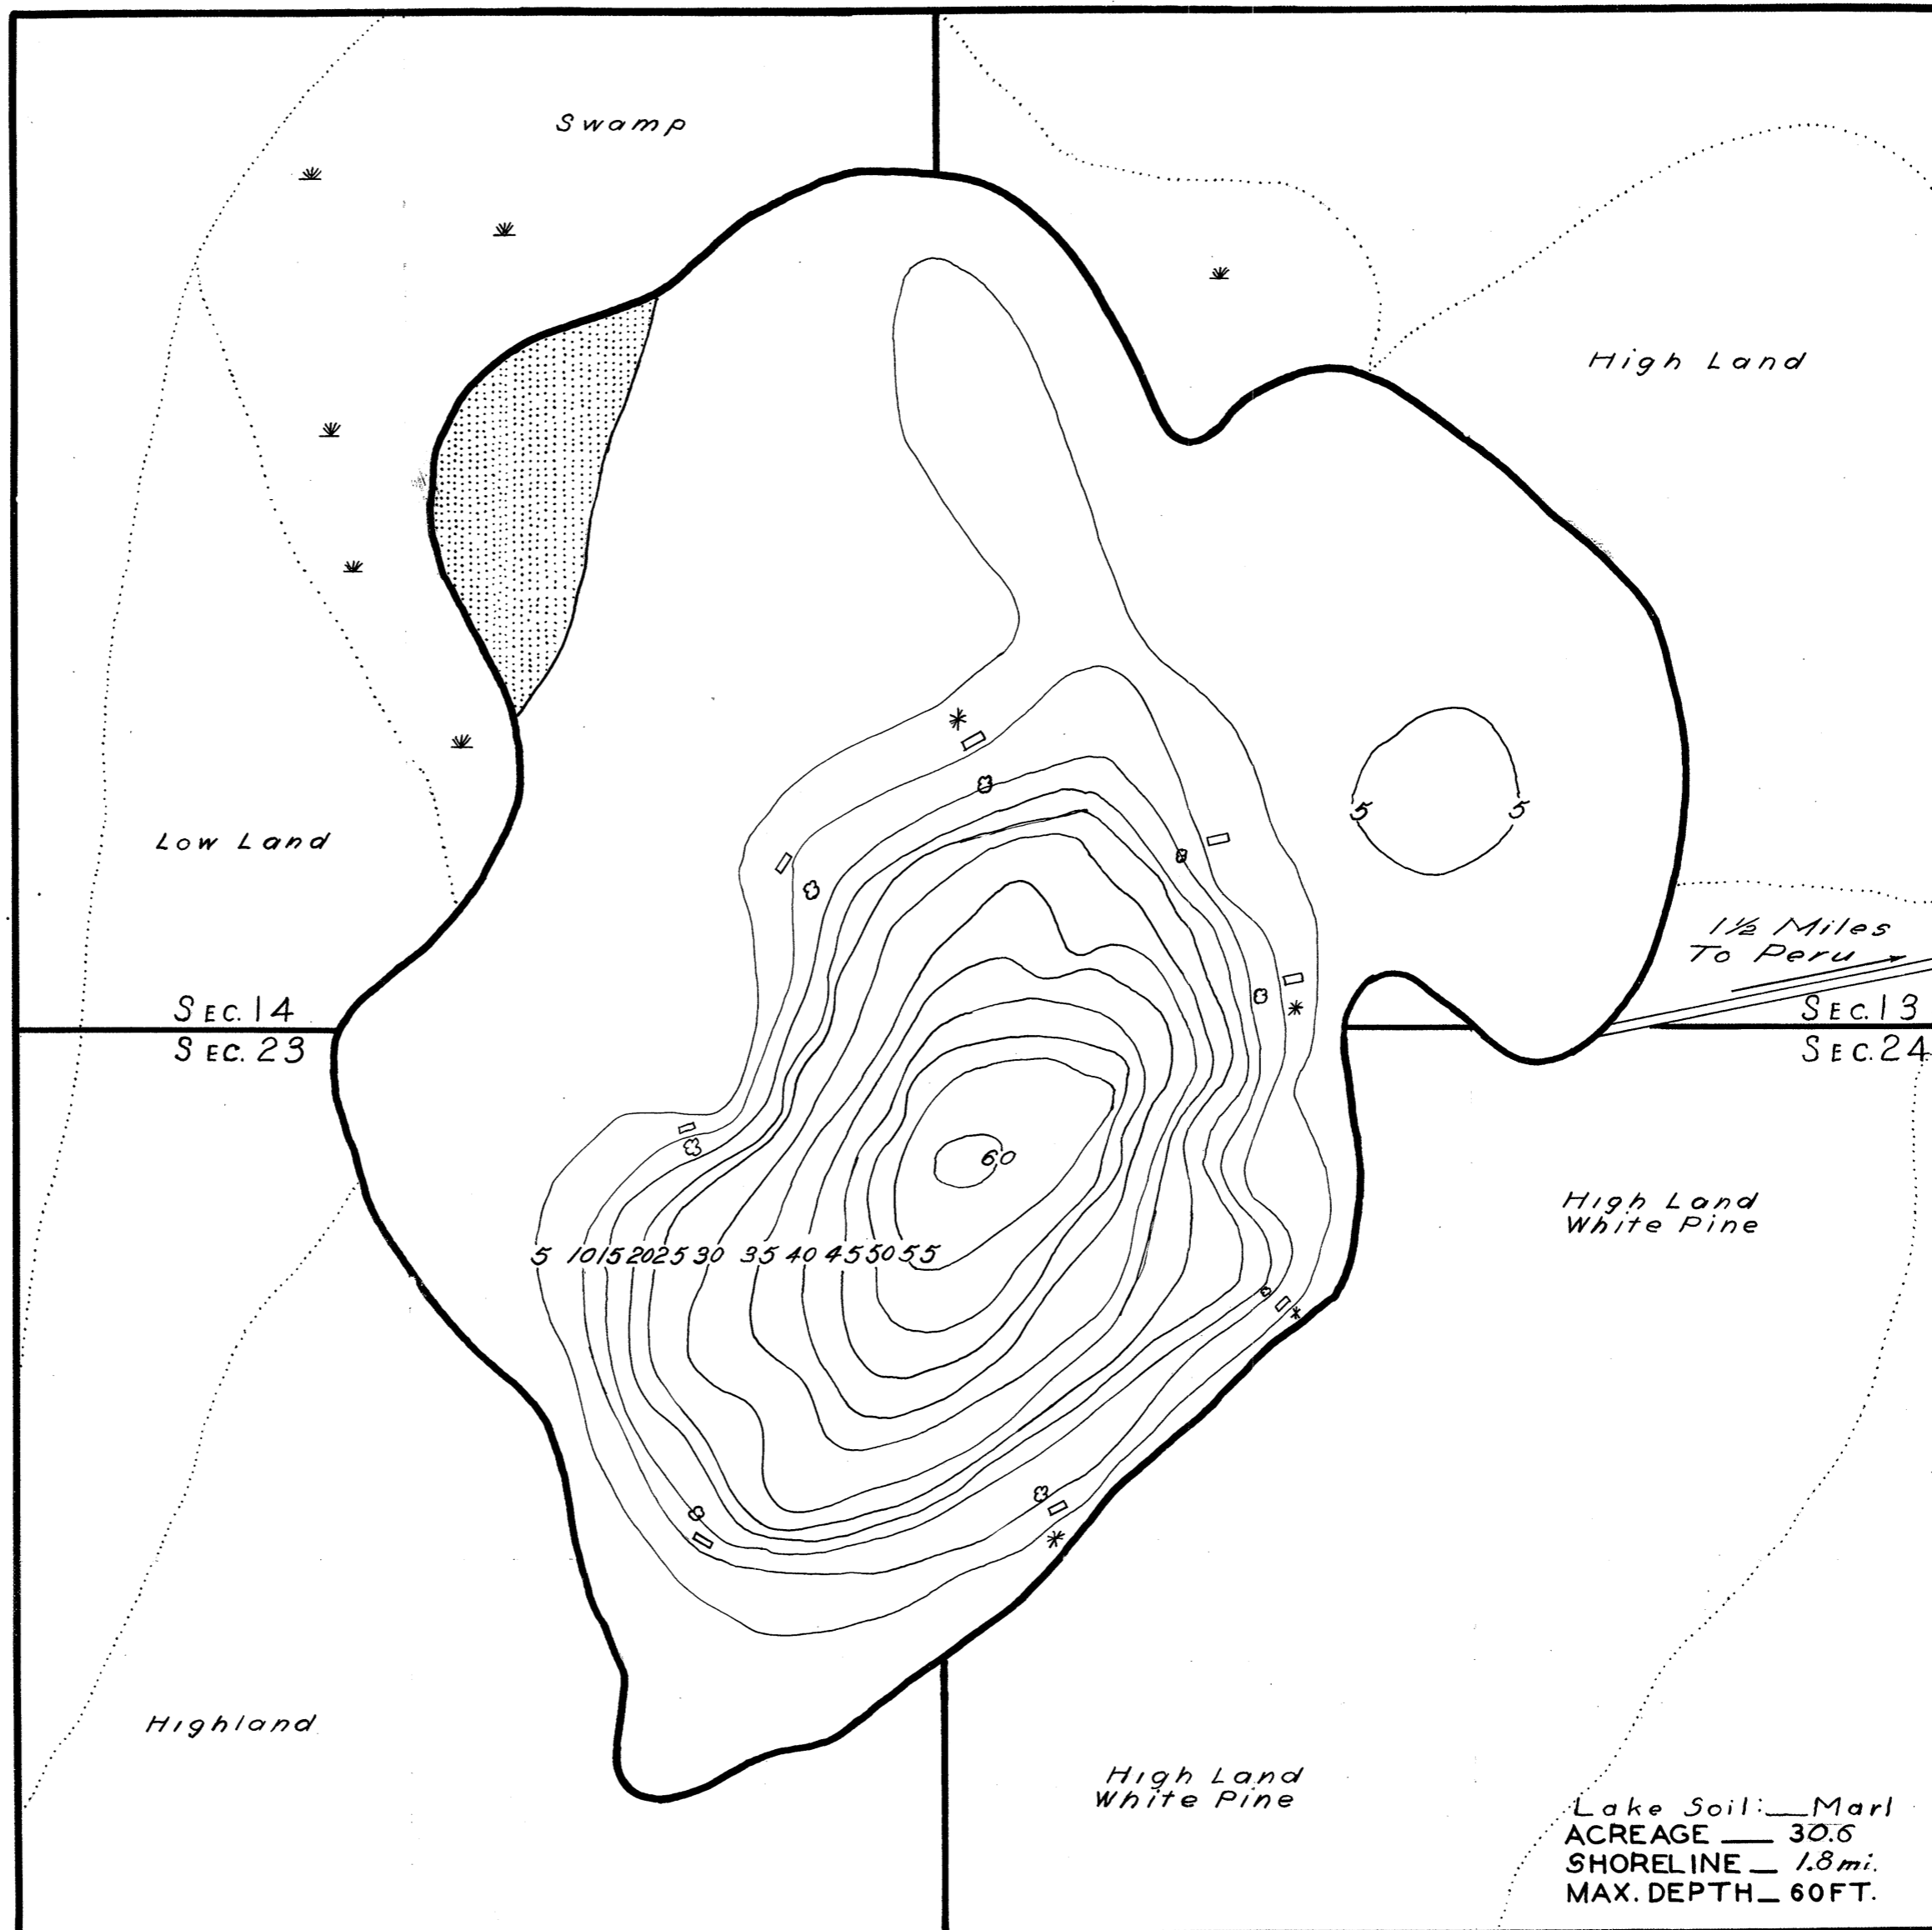 Swamp
High Land
Low Land
1½ Miles
To Peru
SEC. 14
SEC. 13
SEC. 23
SEC. 24
5
5
60
High Land
White Pine
5 10 15 20 25 30 35 40 45 50 55
Highland
High Land
White Pine
Lake Soil: Marl
ACREAGE — 30.6
SHORELINE — 1.8 mi.
MAX. DEPTH — 60 FT.